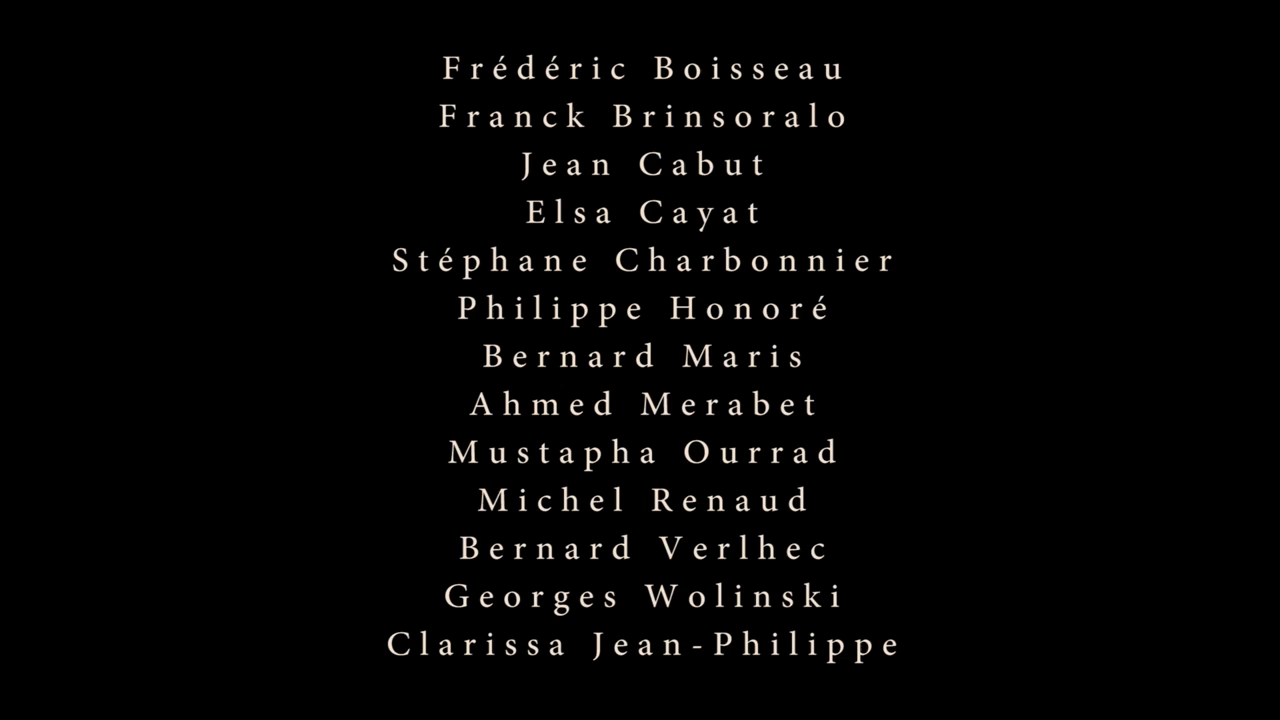 Frédéric Boisseau
Franck Brinsoralo
Jean Cabut
Elsa Cayat
Stéphane Charbonnier
Philippe Honoré
Bernard Maris
Ahmed Merabet
Mustapha Ourrad
Michel Renaud
Bernard Verlhec
Georges Wolinski
Clarissa Jean-Philippe